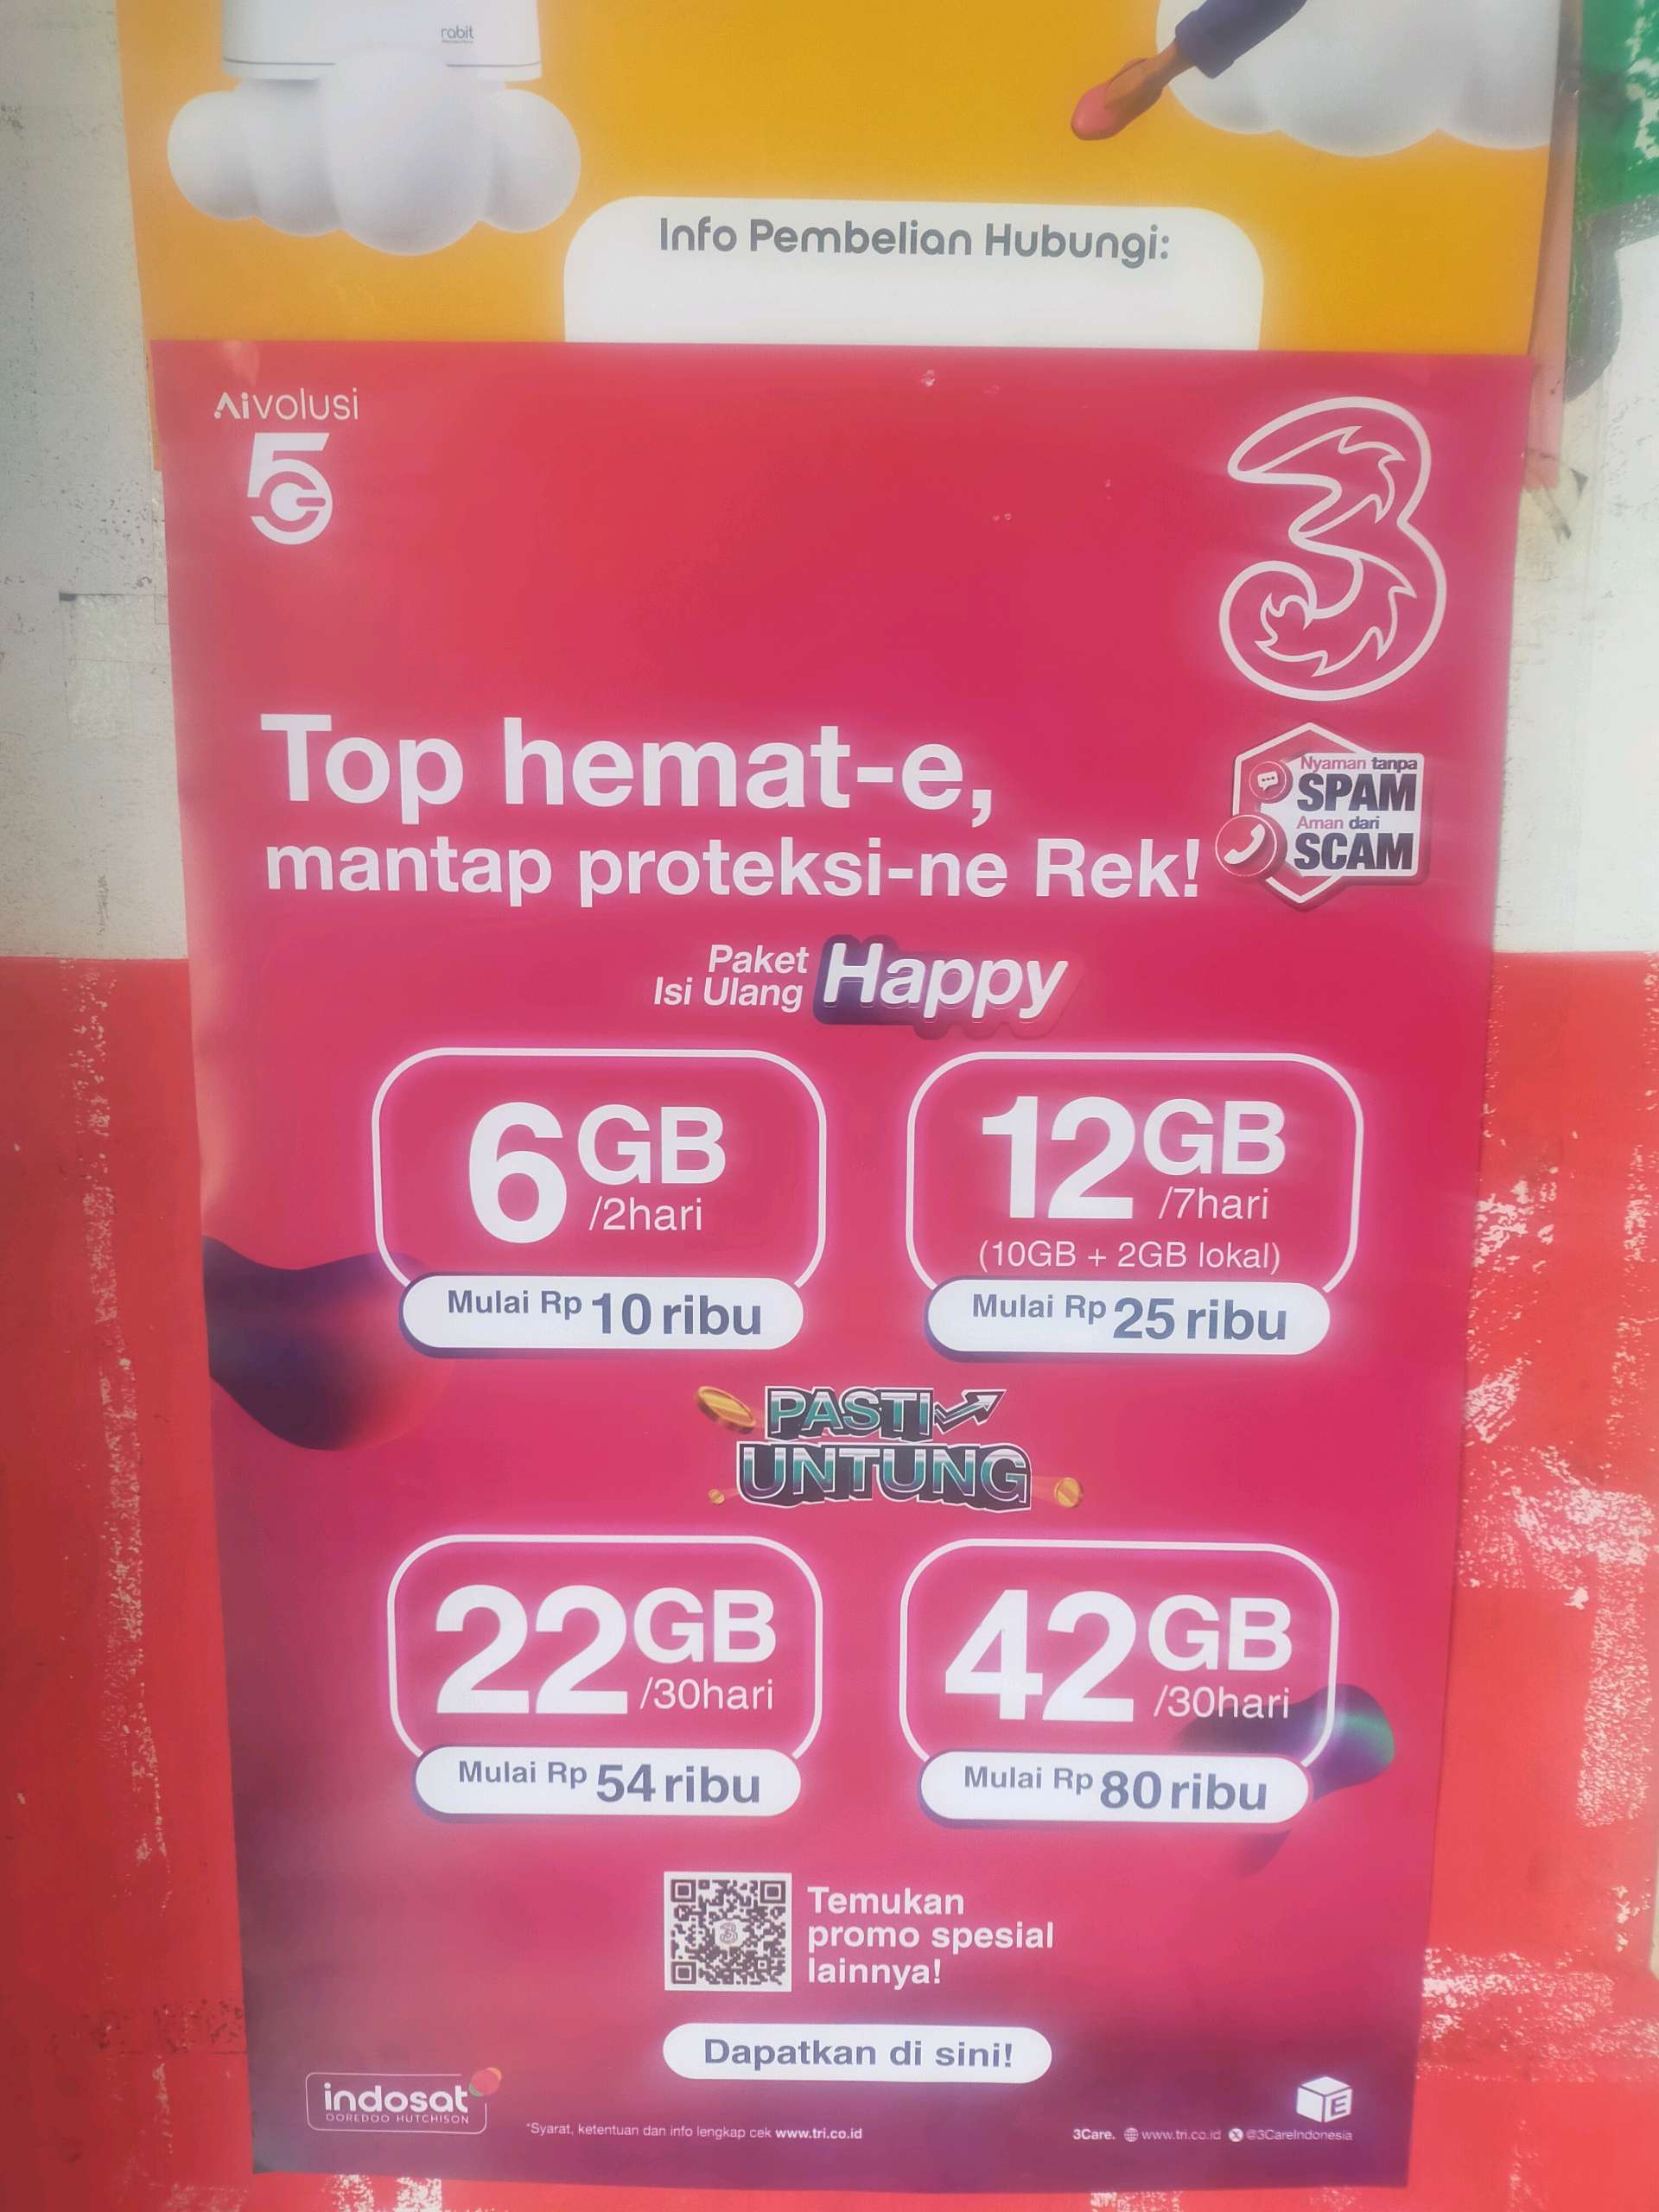 rabit
Info Pembelian Hubungi:
Aivolusi
5G
3
Top hemat-e,
mantap proteksi-ne Rek!
Nyaman tanpa
SPAM
Aman dari
SCAM
Paket
Isi Ulang
Happy
6GB
/2hari
Mulai Rp 10 ribu
12GB
/7hari
(10GB + 2GB lokal)
Mulai Rp 25 ribu
PASTI
UNTUNG
22GB
/30hari
Mulai Rp 54 ribu
42GB
/30hari
Mulai Rp 80 ribu
Temukan
promo spesial
lainnya!
Dapatkan di sini!
indosat
OOREDOO HUTCHISON
*Syarat, ketentuan dan info lengkap cek www.tri.co.id
3Care. www.tri.co.id @3CareIndonesia
E